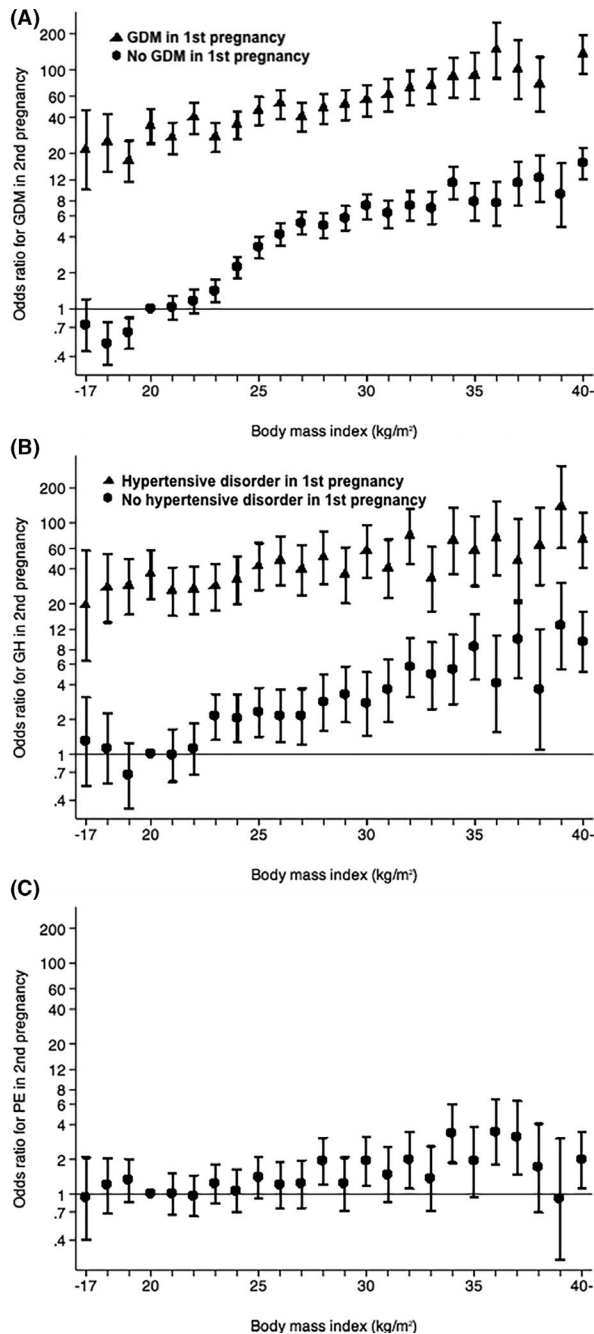 (A)
▲ GDM in 1st pregnancy
● No GDM in 1st pregnancy
Odds ratio for GDM in 2nd pregnancy
200
100
60
40
20
12
8
6
4
2
1
.7
.4
-17 20 25 30 35 40-
Body mass index (kg/m²)
(B)
▲ Hypertensive disorder in 1st pregnancy
● No hypertensive disorder in 1st pregnancy
Odds ratio for GH in 2nd pregnancy
200
100
60
40
20
12
8
6
4
2
1
.7
.4
-17 20 25 30 35 40-
Body mass index (kg/m²)
(C)
Odds ratio for PE in 2nd pregnancy
200
100
60
40
20
12
8
6
4
2
1
.7
.4
-17 20 25 30 35 40-
Body mass index (kg/m²)